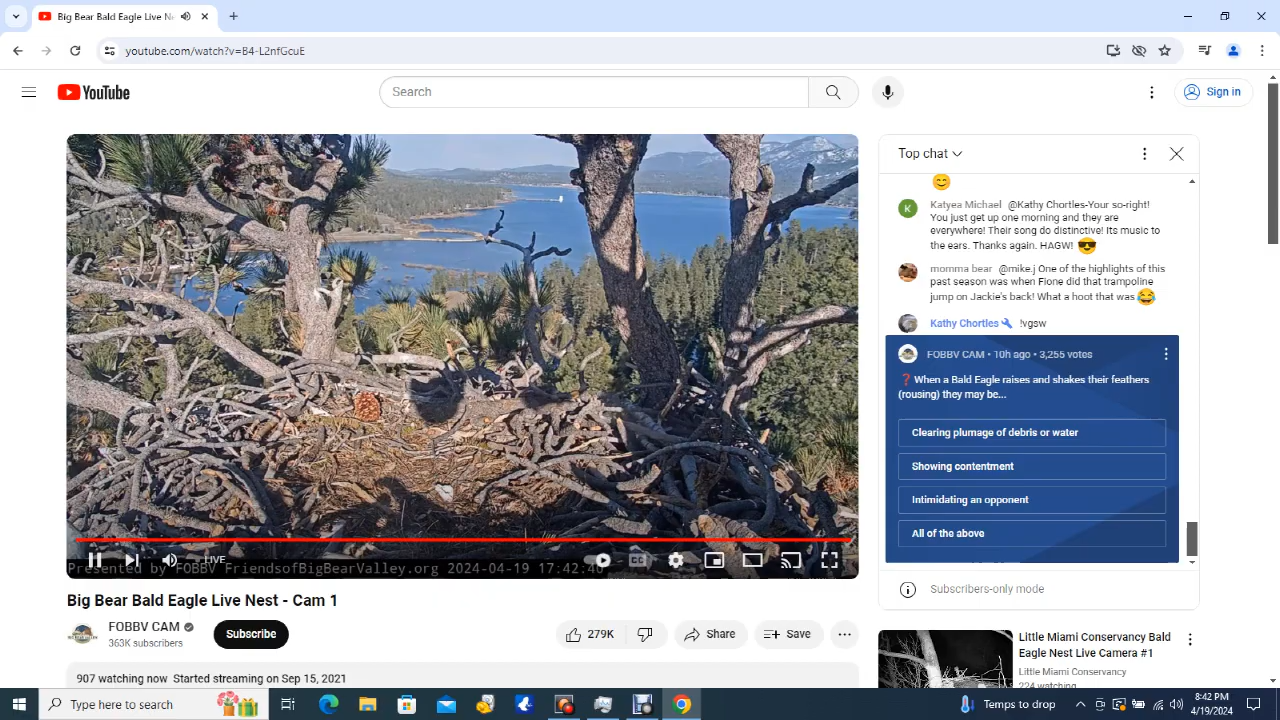 Big Bear Bald Eagle Live Ne
youtube.com/watch?v=B4-L2nfGcuE
YouTube
Search
Sign in
Top chat
Katyea Michael @Kathy Chortles-Your so-right!
You just get up one morning and they are
everywhere! Their song do distinctive! Its music to
the ears. Thanks again. HAGW!
momma bear @mike.j One of the highlights of this
past season was when Fione did that trampoline
jump on Jackie's back! What a hoot that was
Kathy Chortles !vgsw
FOBBV CAM • 10h ago • 3,255 votes
❓When a Bald Eagle raises and shakes their feathers
(rousing) they may be...
Clearing plumage of debris or water
Showing contentment
Intimidating an opponent
All of the above
Subscribers-only mode
LIVE
Presented by FOBBV FriendsofBigBearValley.org 2024-04-19 17:42:40
Big Bear Bald Eagle Live Nest - Cam 1
FOBBV CAM
363K subscribers
Subscribe
279K
Share
Save
907 watching now Started streaming on Sep 15, 2021
Little Miami Conservancy Bald
Eagle Nest Live Camera #1
Little Miami Conservancy
224 watching
Type here to search
Temps to drop
8:42 PM
4/19/2024